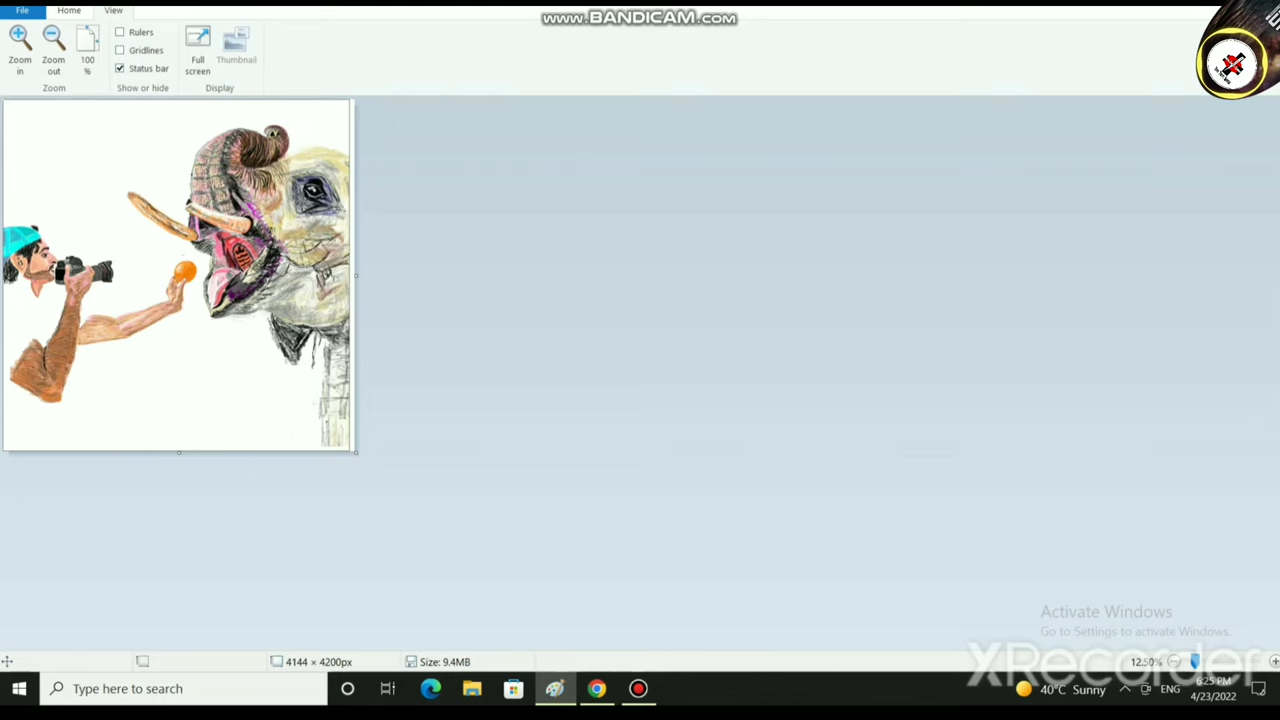 www.BANDICAM.com
File Home View
Zoom in
Zoom out
100 %
Rulers
Gridlines
Status bar
Full screen
Thumbnail
Zoom
Show or hide
Display
Activate Windows
Go to Settings to activate Windows.
XRecorder
4144 × 4200px
Size: 9.4MB
12.50%
Type here to search
40°C Sunny
ENG
6:25 PM
4/23/2022